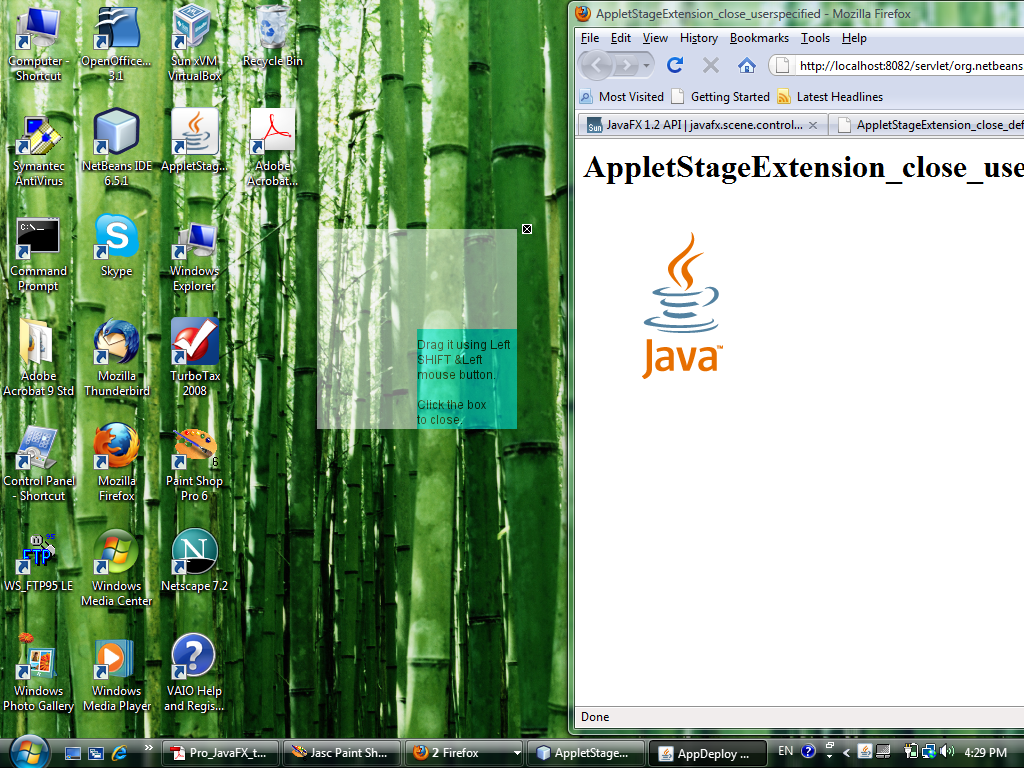 Computer -
Shortcut
OpenOffice...
3.1
Sun xVM
VirtualBox
Recycle Bin
Symantec
AntiVirus
NetBeans IDE
6.5.1
AppletStag...
Adobe
Acrobat...
C:\_
Command
Prompt
Skype
Windows
Explorer
Adobe
Acrobat 9 Std
Mozilla
Thunderbird
TurboTax
2008
Control Panel
- Shortcut
Mozilla
Firefox
6
Paint Shop
Pro 6
FTP
WS_FTP95 LE
Windows
Media Center
N
Netscape 7.2
Windows
Photo Gallery
Windows
Media Player
VAIO Help
and Regis...
Drag it using Left
SHIFT &Left
mouse button.
Click the box
to close.
AppletStageExtension_close_userspecified - Mozilla Firefox
File Edit View History Bookmarks Tools Help
http://localhost:8082/servlet/org.netbeans
Most Visited Getting Started Latest Headlines
Sun JavaFX 1.2 API | javafx.scene.control... AppletStageExtension_close_def
AppletStageExtension_close_use
Java™
Done
Pro_JavaFX_t... Jasc Paint Sh... 2 Firefox AppletStage... AppDeploy ... EN 4:29 PM